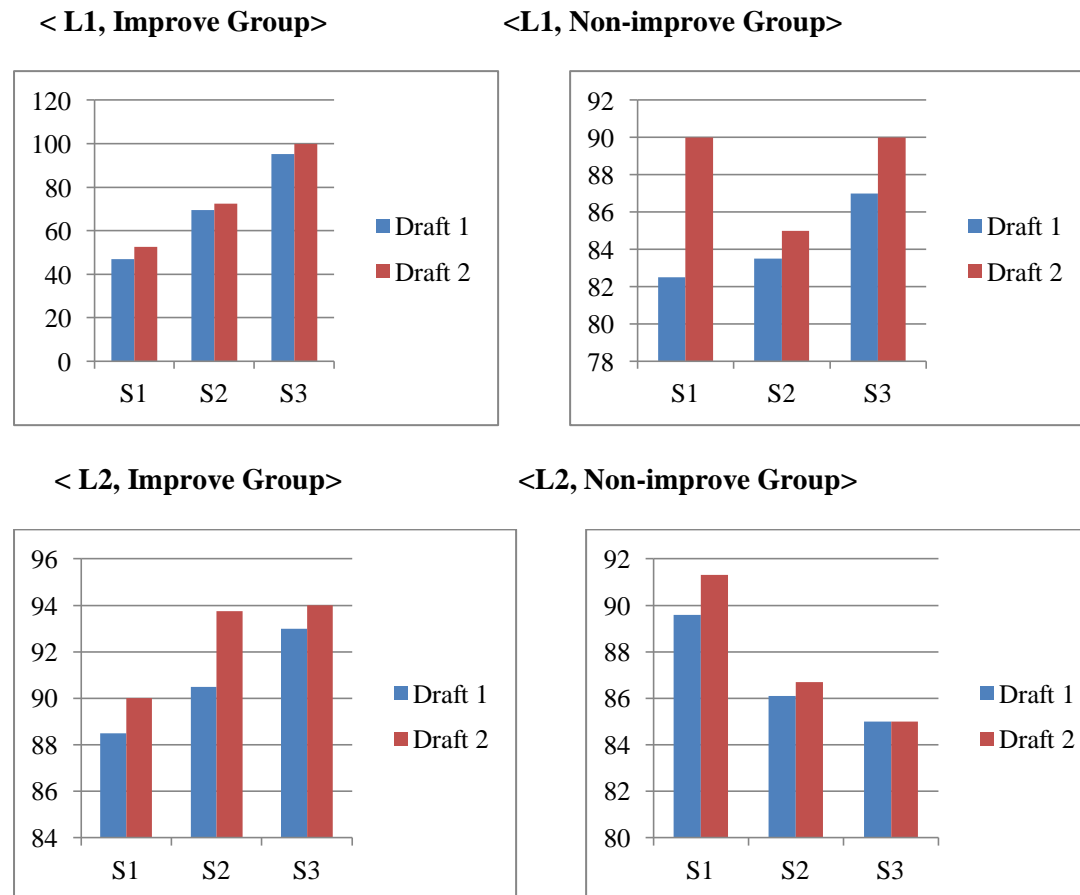 < L1, Improve Group>
<L1, Non-improve Group>
120
100
80
60
40
20
0
S1 S2 S3
Draft 1
Draft 2
92
90
88
86
84
82
80
78
S1 S2 S3
Draft 1
Draft 2
< L2, Improve Group>
<L2, Non-improve Group>
96
94
92
90
88
86
84
S1 S2 S3
Draft 1
Draft 2
92
90
88
86
84
82
80
S1 S2 S3
Draft 1
Draft 2